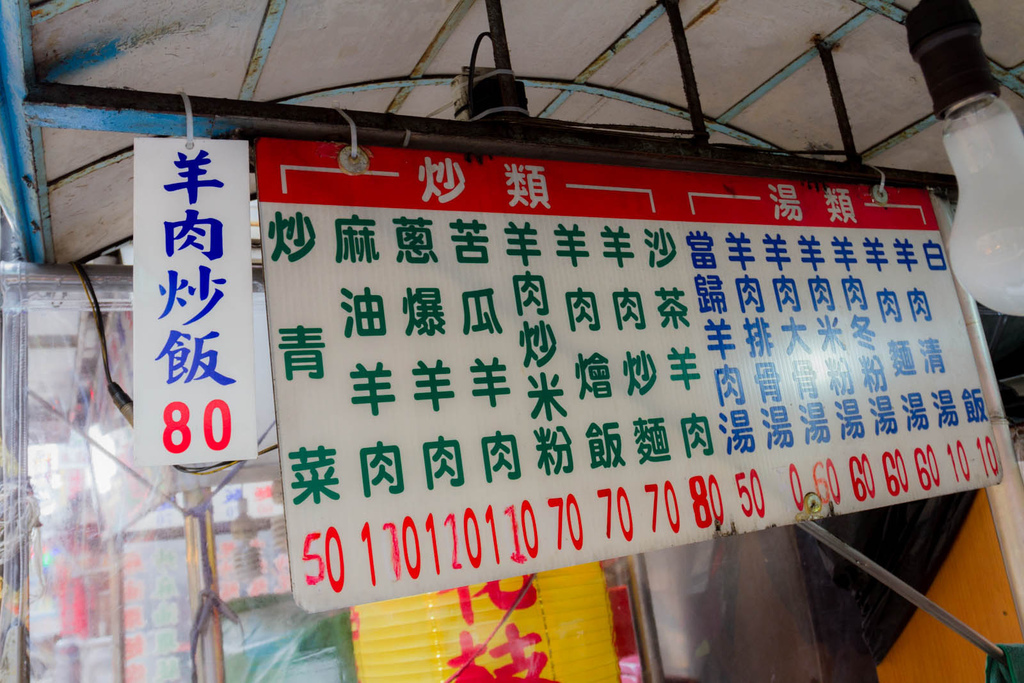 羊肉炒飯
80
炒類
湯類
炒青菜
麻油羊肉
蔥爆羊肉
苦瓜羊肉
羊肉炒米粉
羊肉燴飯
羊肉炒麵
沙茶羊肉
當歸羊肉湯
羊肉排骨湯
羊肉大骨湯
羊肉米粉湯
羊肉冬粉湯
羊肉麵湯
羊肉清湯
白飯
50 110 110 110 70 70 70 80 50 0 60 60 60 60 10 10